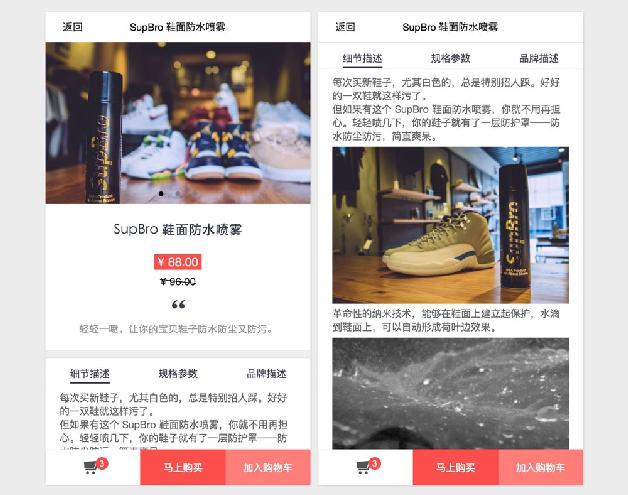 返回
SupBro 鞋面防水喷雾
SupBro
SupBro 鞋面防水喷雾
¥ 88.00
¥ 96.00
“
轻轻一喷，让你的宝贝鞋子防水防尘又防污。
细节描述
规格参数
品牌描述
每次买新鞋子，尤其白色的，总是特别招人踩。好好
的一双鞋就这样污了。
但如果有这个 SupBro 鞋面防水喷雾，你就不用再担
心。轻轻喷几下，你的鞋子就有了一层防护罩——防
3
马上购买
加入购物车
返回
SupBro 鞋面防水喷雾
细节描述
规格参数
品牌描述
每次买新鞋子，尤其白色的，总是特别招人踩。好好
的一双鞋就这样污了。
但如果有这个 SupBro 鞋面防水喷雾，你就不用再担
心。轻轻喷几下，你的鞋子就有了一层防护罩——防
水防尘防污，简直爽呆。
SupBro
革命性的纳米技术，能够在鞋面上建立起保护，水滴
到鞋面上，可以自动形成荷叶边效果。
3
马上购买
加入购物车